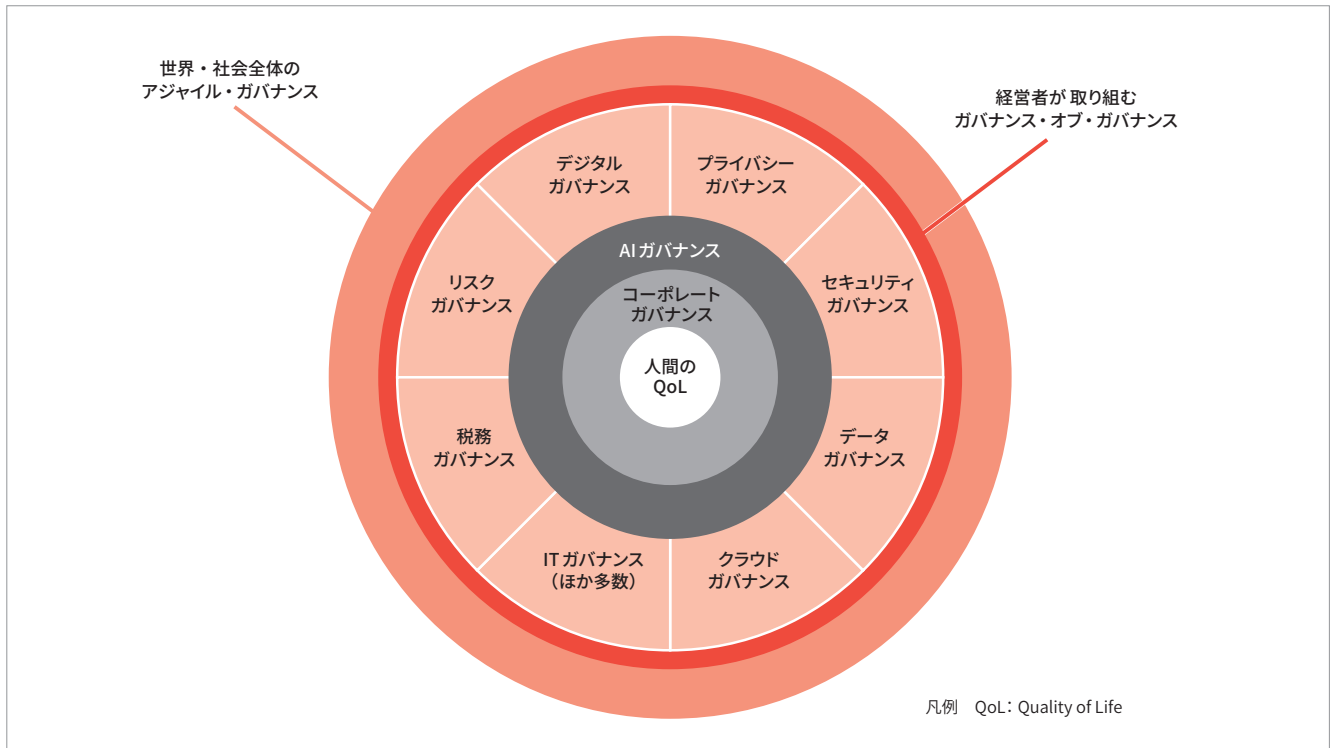 世界・社会全体の
アジャイル・ガバナンス
経営者が取り組む
ガバナンス・オブ・ガバナンス
デジタル
ガバナンス
プライバシー
ガバナンス
AIガバナンス
リスク
ガバナンス
コーポレート
ガバナンス
セキュリティ
ガバナンス
人間の
QoL
税務
ガバナンス
データ
ガバナンス
ITガバナンス
（ほか多数）
クラウド
ガバナンス
凡例　QoL：Quality of Life